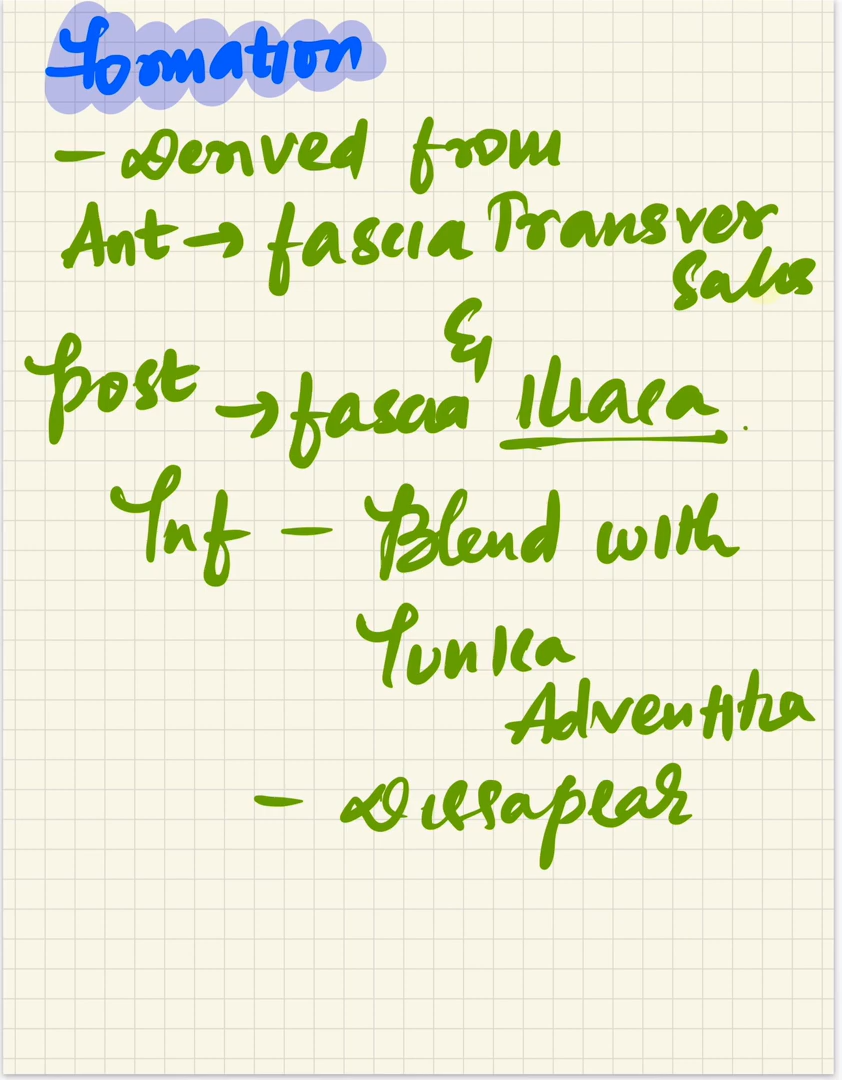 Formation
- Derived from
Ant → fascia Transver
salis
&
Post → fascia Iliaca.
Inf - Blend with
Tunica
Adventitia
- Dissapear